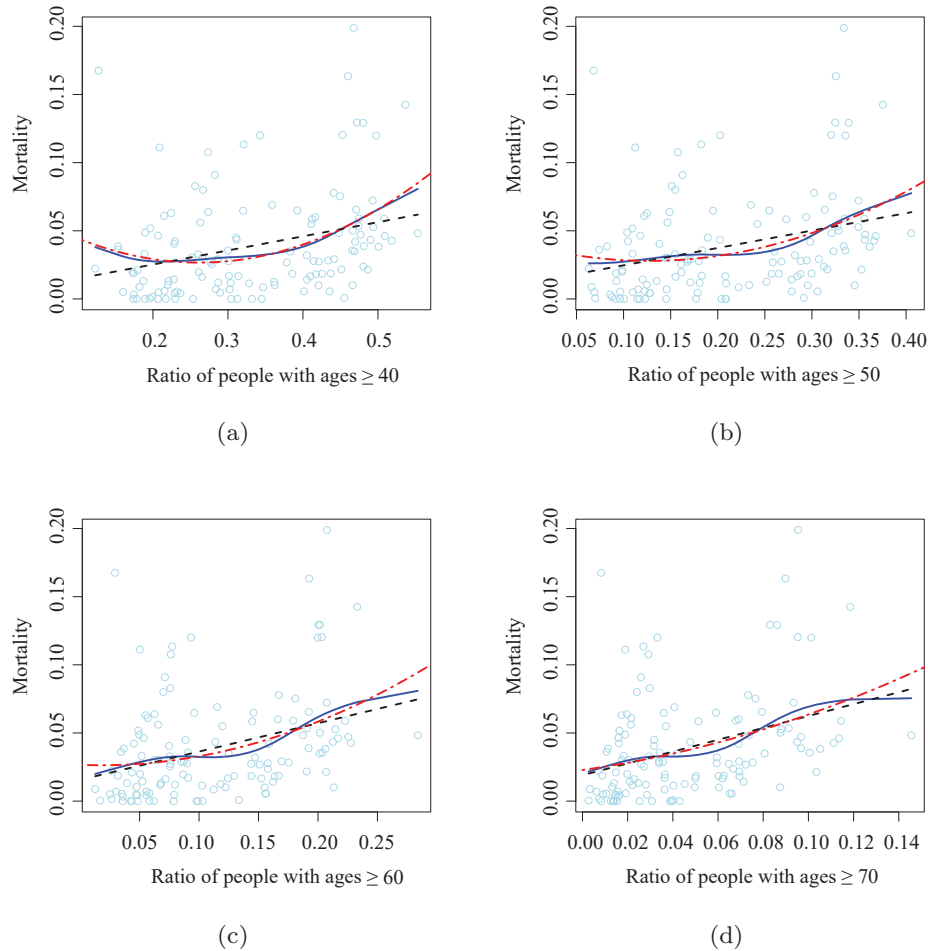 0.20
0.15
0.10
0.05
0.00
Mortality
0.2 0.3 0.4 0.5
Ratio of people with ages ≥ 40
(a)
0.20
0.15
0.10
0.05
0.00
Mortality
0.05 0.10 0.15 0.20 0.25 0.30 0.35 0.40
Ratio of people with ages ≥ 50
(b)
0.20
0.15
0.10
0.05
0.00
Mortality
0.05 0.10 0.15 0.20 0.25
Ratio of people with ages ≥ 60
(c)
0.20
0.15
0.10
0.05
0.00
Mortality
0.00 0.02 0.04 0.06 0.08 0.10 0.12 0.14
Ratio of people with ages ≥ 70
(d)